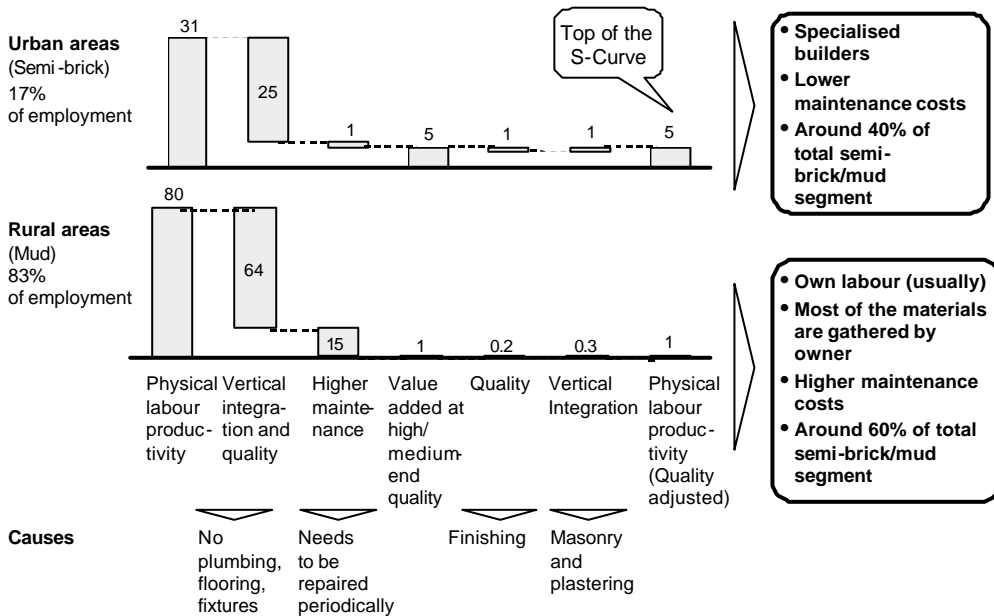 Urban areas
(Semi-brick)
17%
of employment
31
25
1
5
1
1
5
Top of the
S-Curve
• Specialised
builders
• Lower
maintenance costs
• Around 40% of
total semi-
brick/mud
segment
Rural areas
(Mud)
83%
of employment
80
64
15
1
0.2
0.3
1
• Own labour (usually)
• Most of the materials
are gathered by
owner
• Higher maintenance
costs
• Around 60% of total
semi-brick/mud
segment
Physical
labour
produc-
tivity
Vertical
integra-
tion and
quality
Higher
mainte-
nance
Value
added at
high/
medium-
end
quality
Quality
Vertical
Integration
Physical
labour
produc-
tivity
(Quality
adjusted)
Causes
No
plumbing,
flooring,
fixtures
Needs
to be
repaired
periodically
Finishing
Masonry
and
plastering